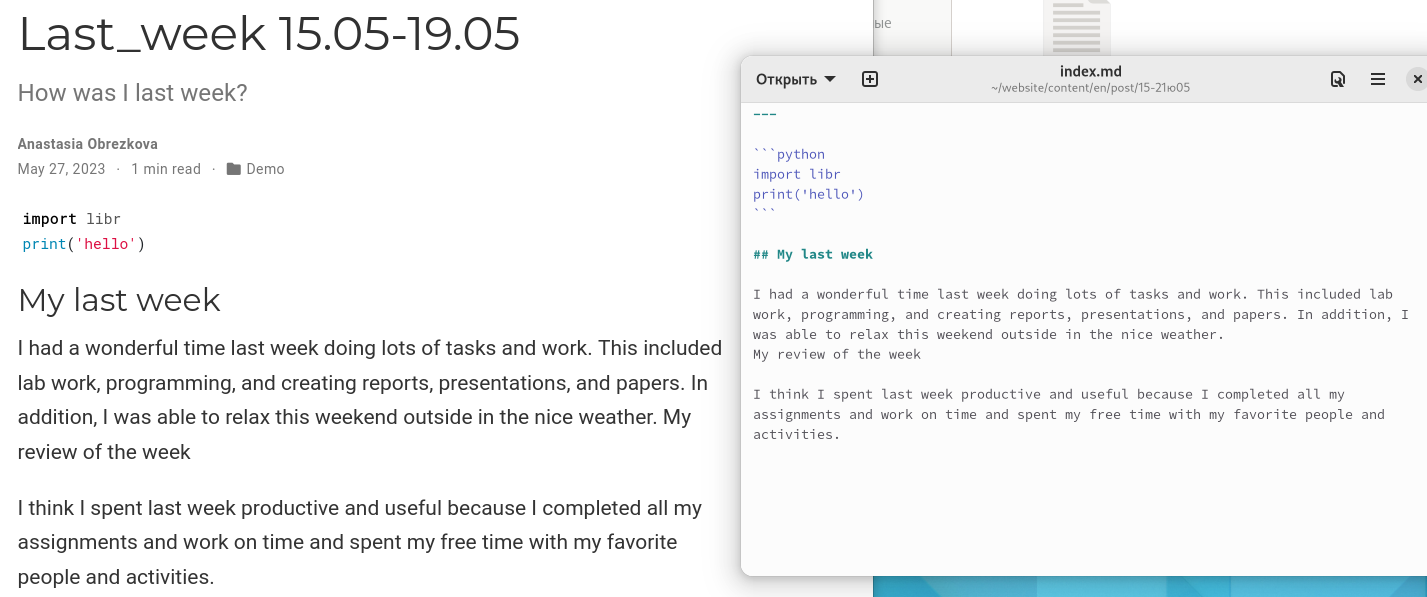 Last_week 15.05-19.05
How was I last week?
Anastasia Obrezkova
May 27, 2023 · 1 min read · Demo
import libr
print('hello')
My last week
I had a wonderful time last week doing lots of tasks and work. This included
lab work, programming, and creating reports, presentations, and papers. In
addition, I was able to relax this weekend outside in the nice weather. My
review of the week
I think I spent last week productive and useful because I completed all my
assignments and work on time and spent my free time with my favorite
people and activities.
ые
Открыть
index.md
~/website/content/en/post/15-21ю05
---
```python
import libr
print('hello')
```
## My last week
I had a wonderful time last week doing lots of tasks and work. This included lab
work, programming, and creating reports, presentations, and papers. In addition, I
was able to relax this weekend outside in the nice weather.
My review of the week
I think I spent last week productive and useful because I completed all my
assignments and work on time and spent my free time with my favorite people and
activities.